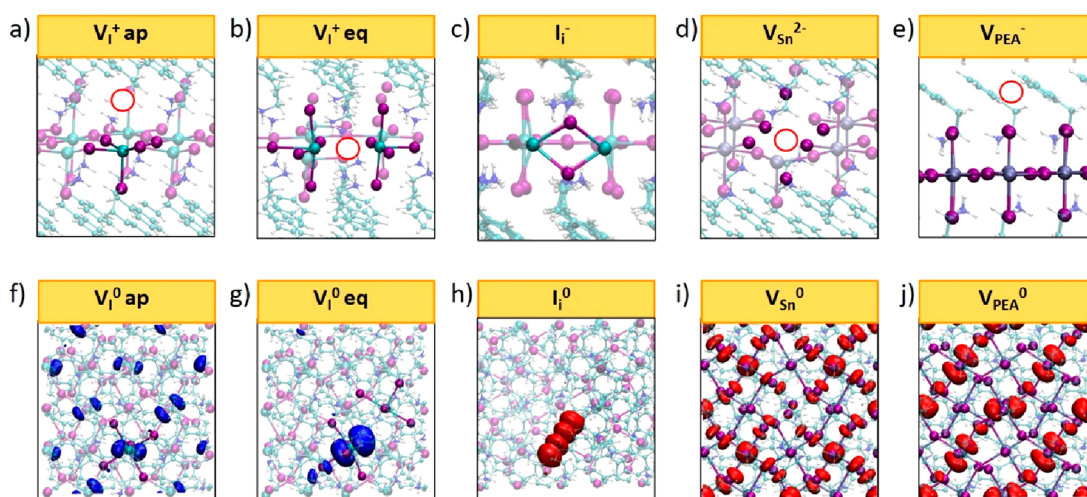 a) V_I^+ ap
b) V_I^+ eq
c) I_i^-
d) V_Sn^2-
e) V_PEA^-
f) V_I^0 ap
g) V_I^0 eq
h) I_i^0
i) V_Sn^0
j) V_PEA^0